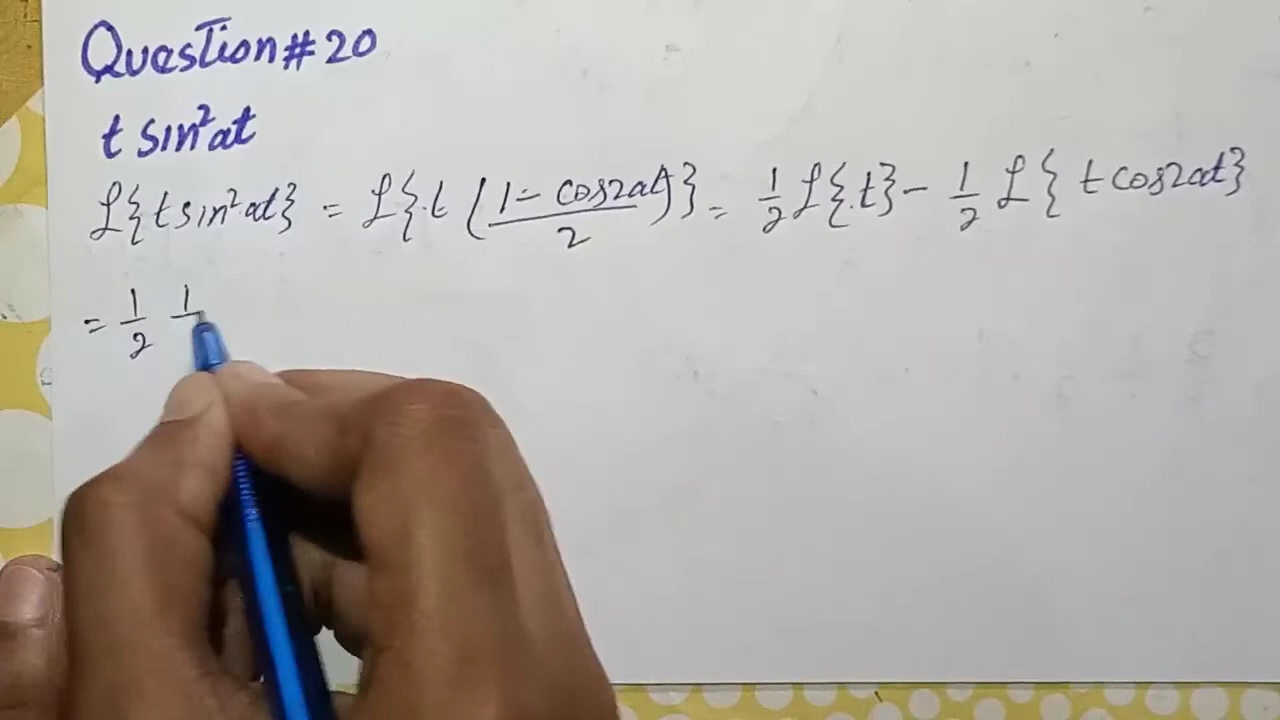 Question#20
t sin²at
ℒ{t sin²at} = ℒ{t (1-cos2at)/2} = 1/2 ℒ{t} - 1/2 ℒ{t cos2at}
= 1/2 1